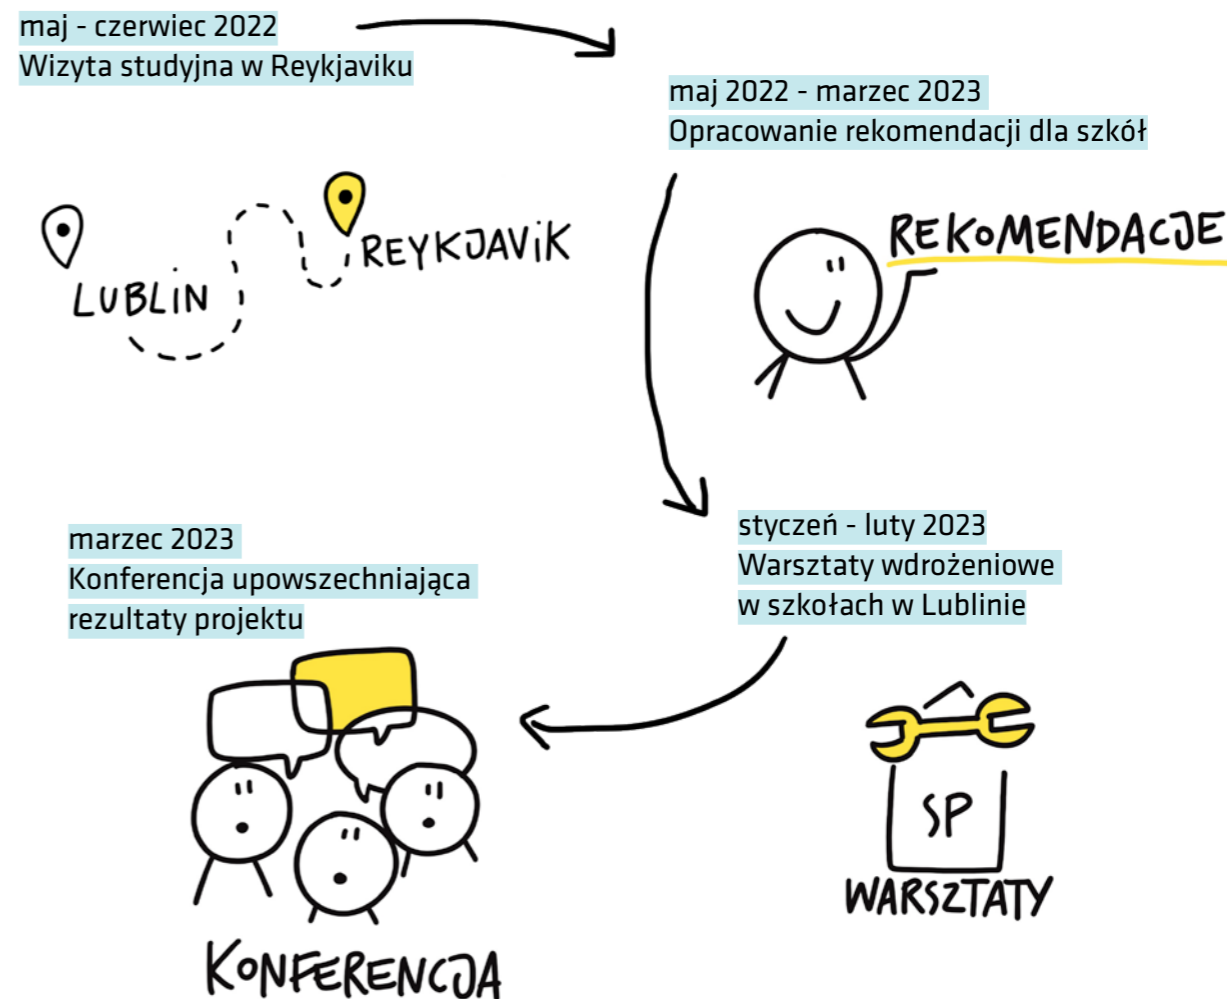 maj - czerwiec 2022
Wizyta studyjna w Reykjaviku
maj 2022 - marzec 2023
Opracowanie rekomendacji dla szkół
LUBLiN
REYKJAViK
REKOMENDACJE
styczeń - luty 2023
Warsztaty wdrożeniowe
w szkołach w Lublinie
SP
WARSZTATY
marzec 2023
Konferencja upowszechniająca
rezultaty projektu
KONFERENCJA